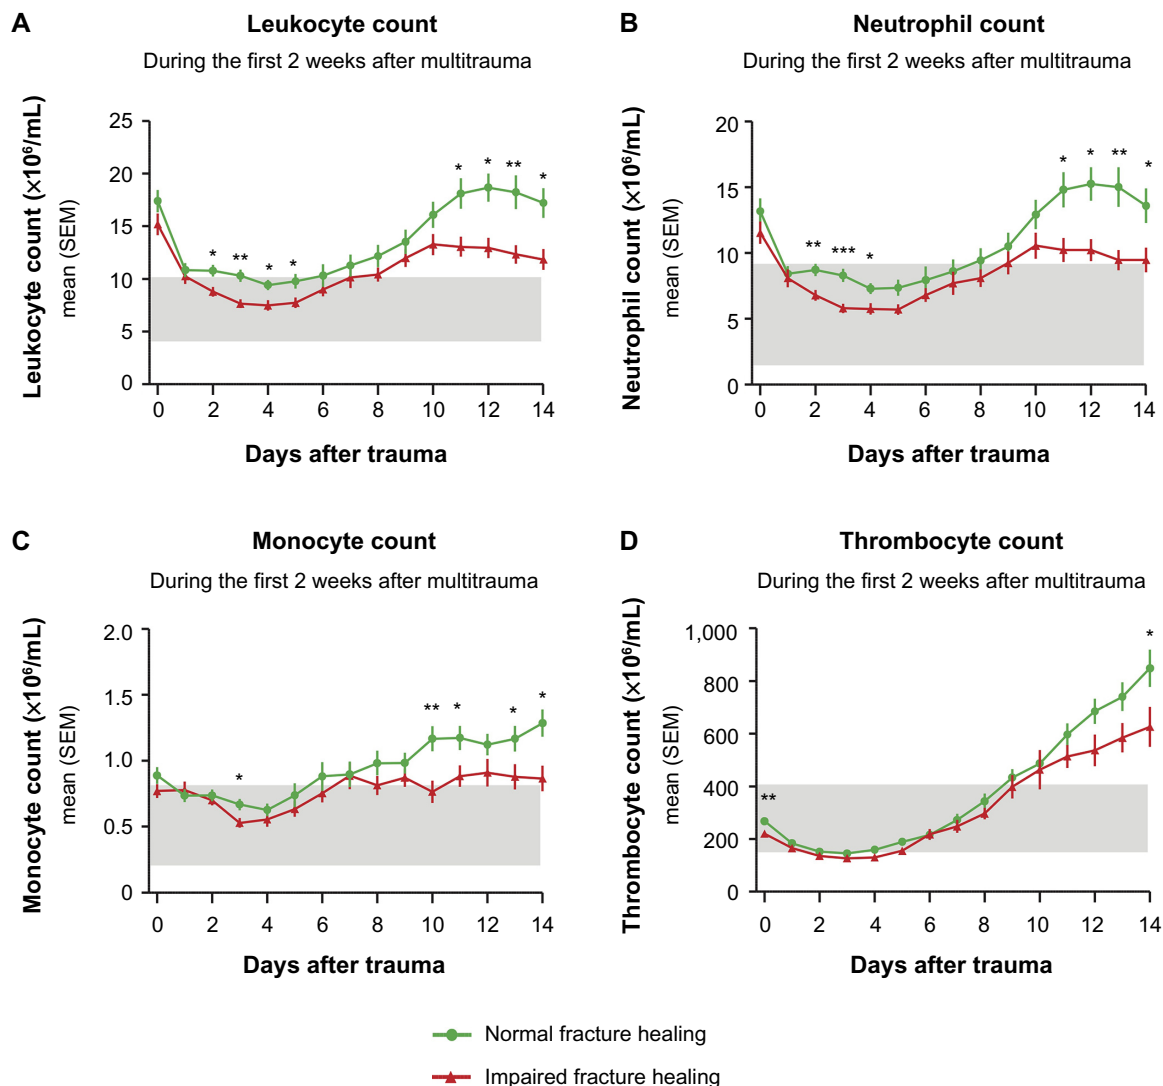 A
Leukocyte count
During the first 2 weeks after multitrauma
Leukocyte count (×10⁶/mL)
mean (SEM)
25
20
15
10
5
0
* ** * * * * ** *
0 2 4 6 8 10 12 14
Days after trauma
B
Neutrophil count
During the first 2 weeks after multitrauma
Neutrophil count (×10⁶/mL)
mean (SEM)
20
15
10
5
0
** *** * * * ** *
0 2 4 6 8 10 12 14
Days after trauma
C
Monocyte count
During the first 2 weeks after multitrauma
Monocyte count (×10⁶/mL)
mean (SEM)
2.0
1.5
1.0
0.5
0
* ** * * *
0 2 4 6 8 10 12 14
Days after trauma
D
Thrombocyte count
During the first 2 weeks after multitrauma
Thrombocyte count (×10⁶/mL)
mean (SEM)
1,000
800
600
400
200
0
** *
0 2 4 6 8 10 12 14
Days after trauma
Normal fracture healing
Impaired fracture healing